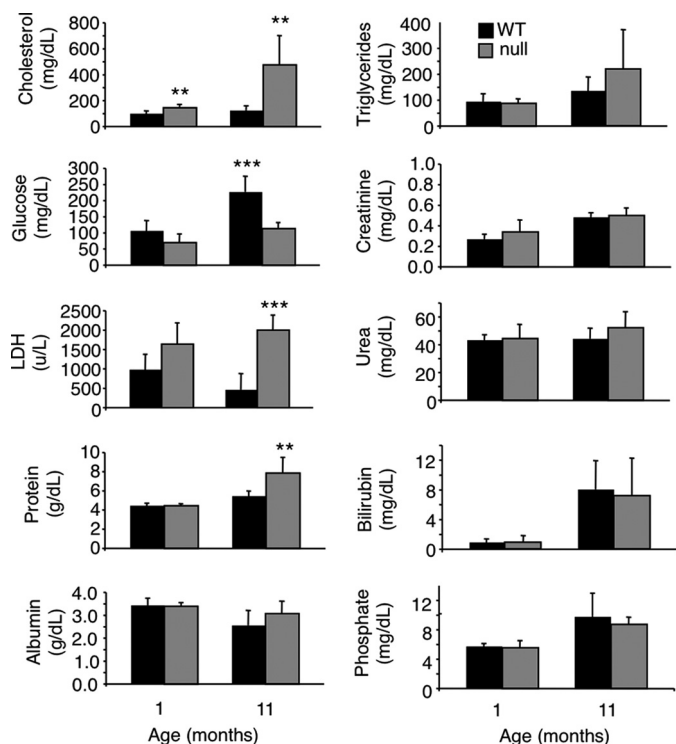 Cholesterol
(mg/dL)
800
600
400
200
0
**
**
Triglycerides
(mg/dL)
400
300
200
100
0
WT
null
Glucose
(mg/dL)
300
250
200
150
100
50
0
***
Creatinine
(mg/dL)
1.0
0.8
0.6
0.4
0.2
0.0
LDH
(u/L)
2500
2000
1500
1000
500
0
***
Urea
(mg/dL)
60
40
20
0
Protein
(g/dL)
10
8
6
4
2
0
**
Bilirubin
(mg/dL)
12
8
4
0
Albumin
(g/dL)
4.0
3.0
2.0
1.0
0.0
Phosphate
(mg/dL)
12
8
4
0
1 11
Age (months)
1 11
Age (months)